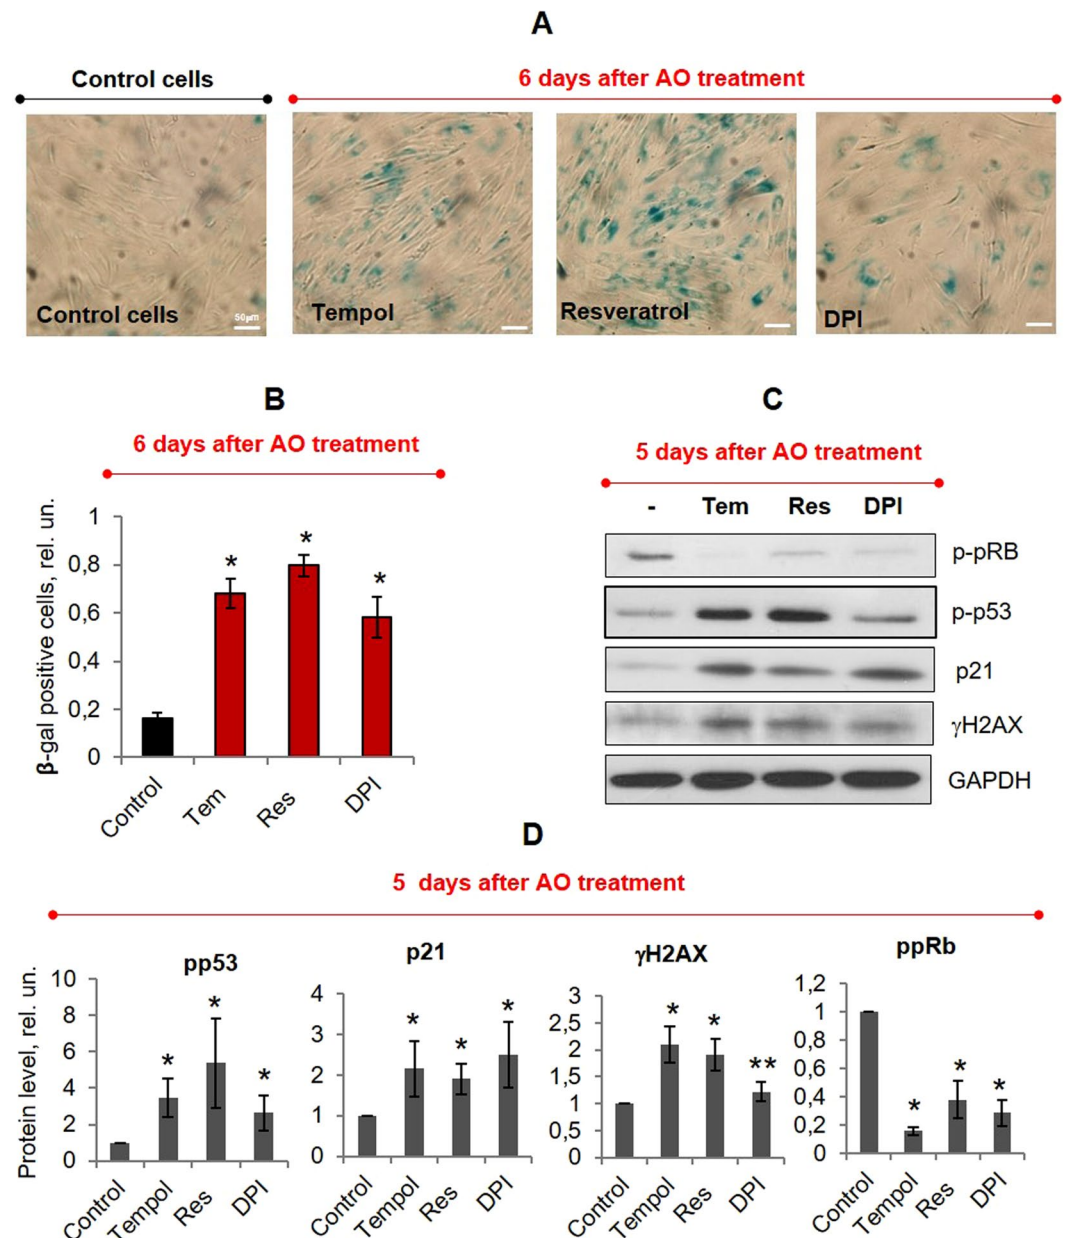 A
Control cells
6 days after AO treatment
Control cells
50µm
Tempol
Resveratrol
DPI
B
6 days after AO treatment
β-gal positive cells, rel. un.
1
0,8
0,6
0,4
0,2
0
*
*
*
Control
Tem
Res
DPI
C
5 days after AO treatment
- Tem Res DPI
p-pRB
p-p53
p21
γH2AX
GAPDH
D
5 days after AO treatment
Protein level, rel. un.
pp53
10
8
6
4
2
0
*
*
*
Control
Tempol
Res
DPI
p21
4
3
2
1
0
*
*
*
Control
Tempol
Res
DPI
γH2AX
3
2,5
2
1,5
1
0,5
0
*
*
**
Control
Tempol
Res
DPI
ppRb
1,2
1
0,8
0,6
0,4
0,2
0
*
*
*
Control
Tempol
Res
DPI